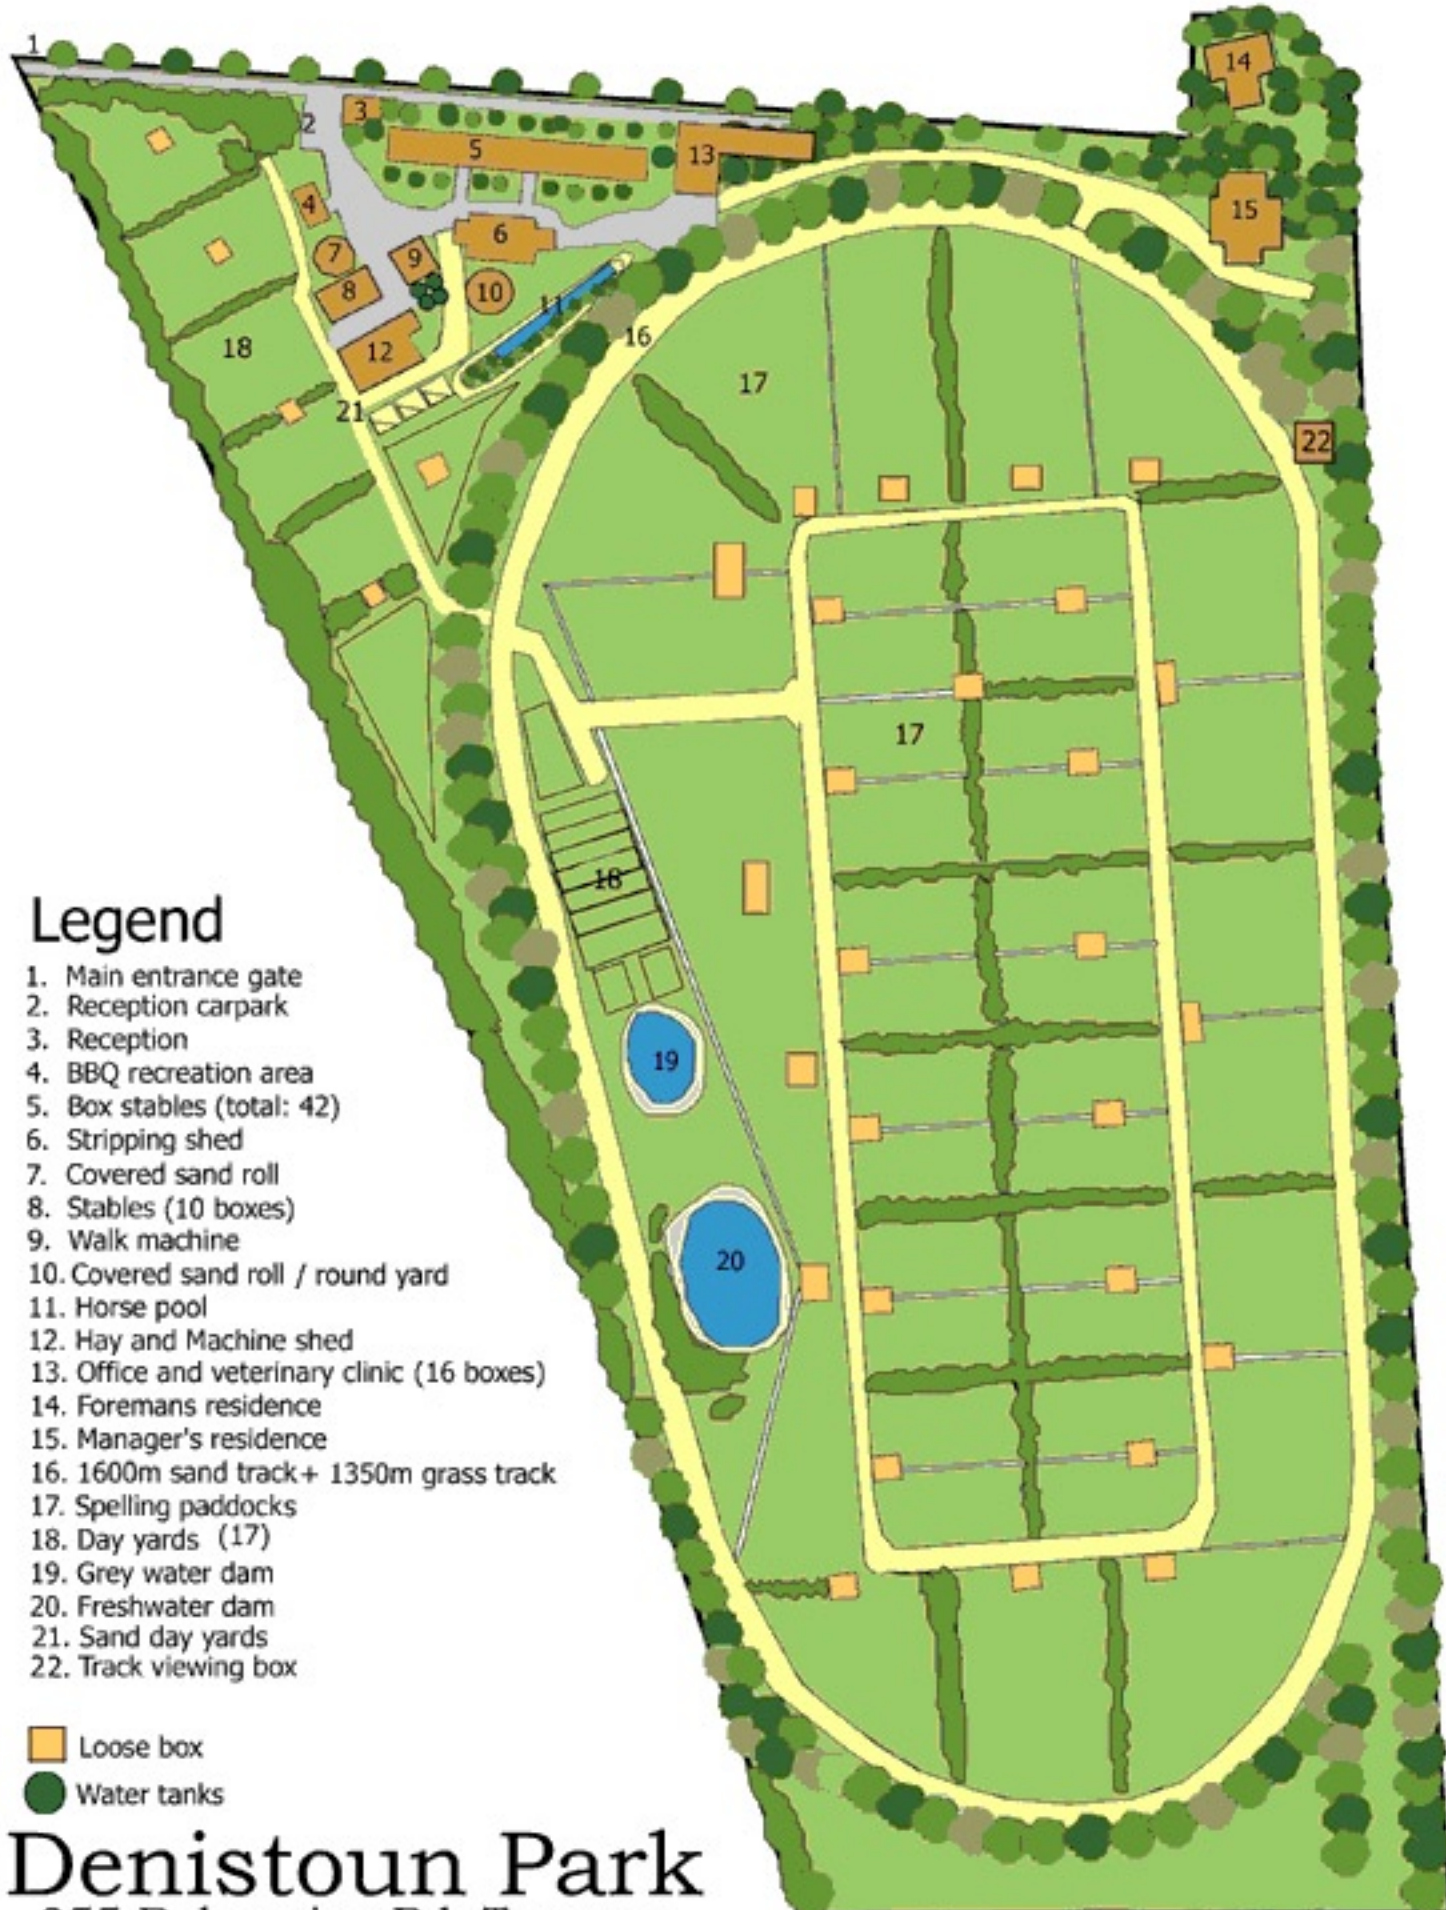 1
14
2
3
5
13
4
15
6
7
9
8
10
11
16
18
12
17
21
22
17
18
19
20
Legend
1. Main entrance gate
2. Reception carpark
3. Reception
4. BBQ recreation area
5. Box stables (total: 42)
6. Stripping shed
7. Covered sand roll
8. Stables (10 boxes)
9. Walk machine
10. Covered sand roll / round yard
11. Horse pool
12. Hay and Machine shed
13. Office and veterinary clinic (16 boxes)
14. Foremans residence
15. Manager's residence
16. 1600m sand track+ 1350m grass track
17. Spelling paddocks
18. Day yards (17)
19. Grey water dam
20. Freshwater dam
21. Sand day yards
22. Track viewing box
Loose box
Water tanks
Denistoun Park